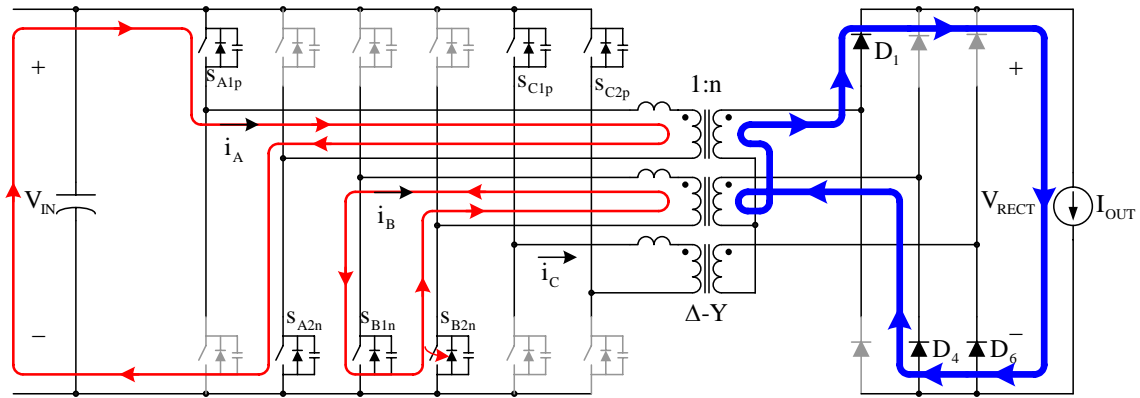 S_A1p S_C1p S_C2p
1:n
D_1
+
+
i_A
V_IN
i_B
V_RECT
I_OUT
i_C
Δ-Y
S_A2n S_B1n S_B2n
−
−
D_4 D_6